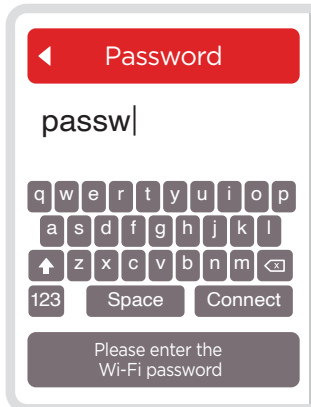 Password
passw
q w e r t y u i o p
a s d f g h j k l
z x c v b n m
123 Space Connect
Please enter the
Wi-Fi password